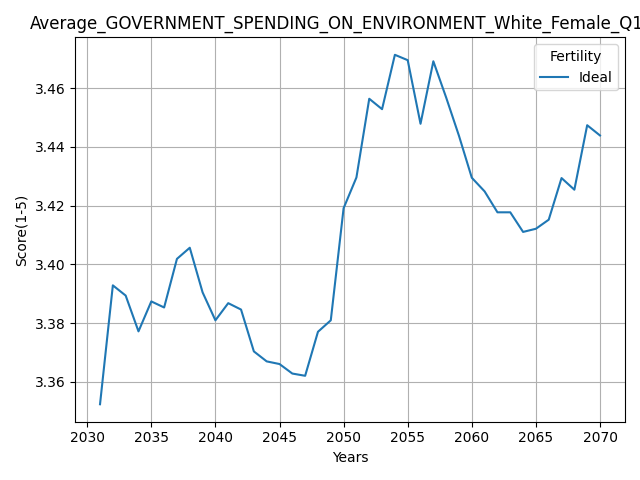 Average_GOVERNMENT_SPENDING_ON_ENVIRONMENT_White_Female_Q1
Fertility
Ideal
Score(1-5)
3.46
3.44
3.42
3.40
3.38
3.36
2030 2035 2040 2045 2050 2055 2060 2065 2070
Years